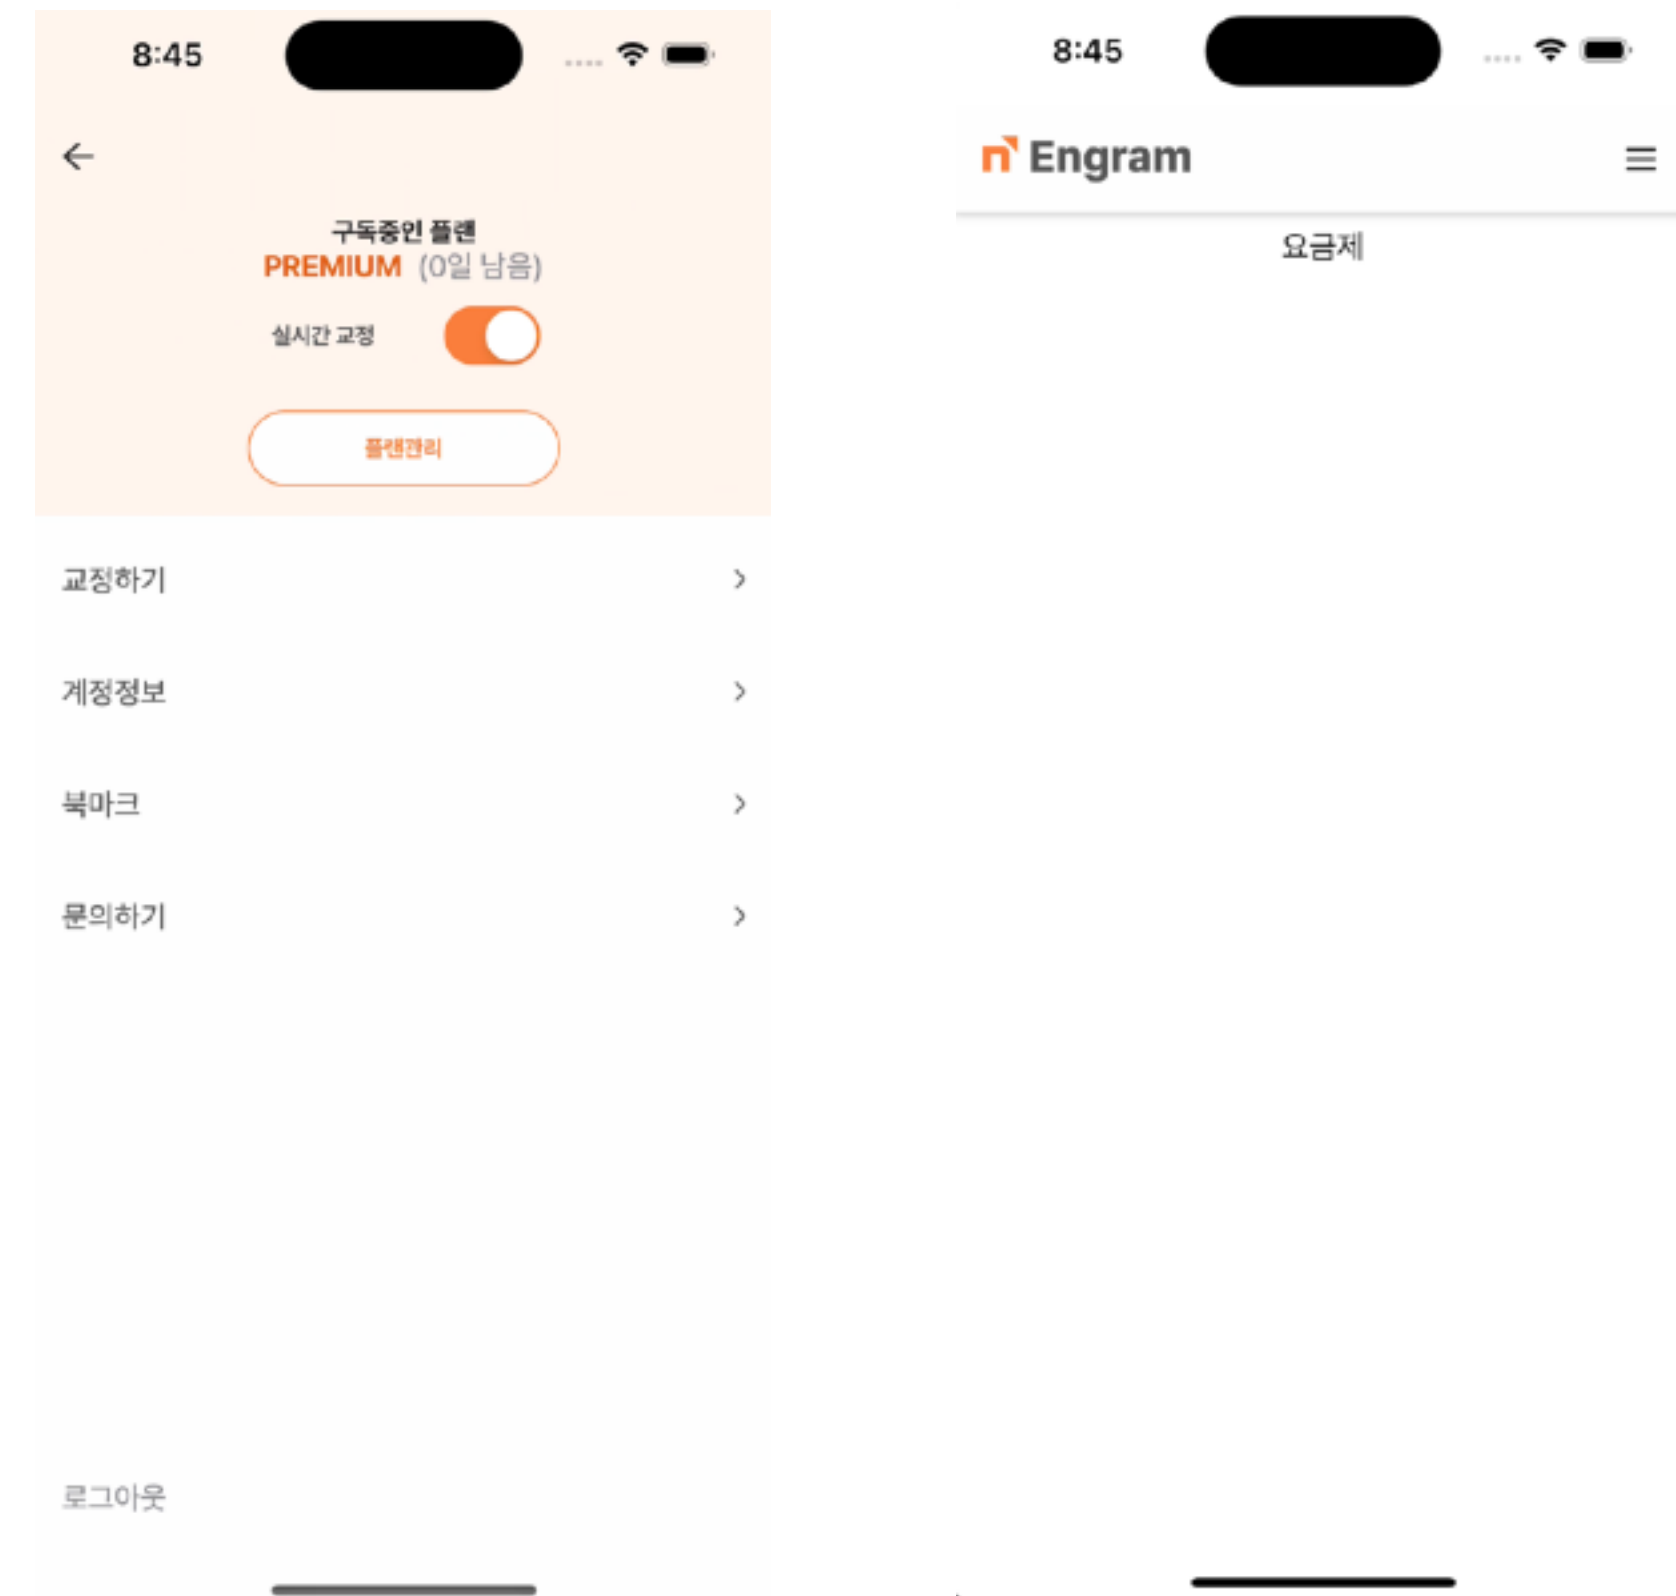 8:45
구독중인 플랜
PREMIUM (0일 남음)
실시간 교정
플랜관리
교정하기
계정정보
북마크
문의하기
로그아웃
8:45
Engram
요금제